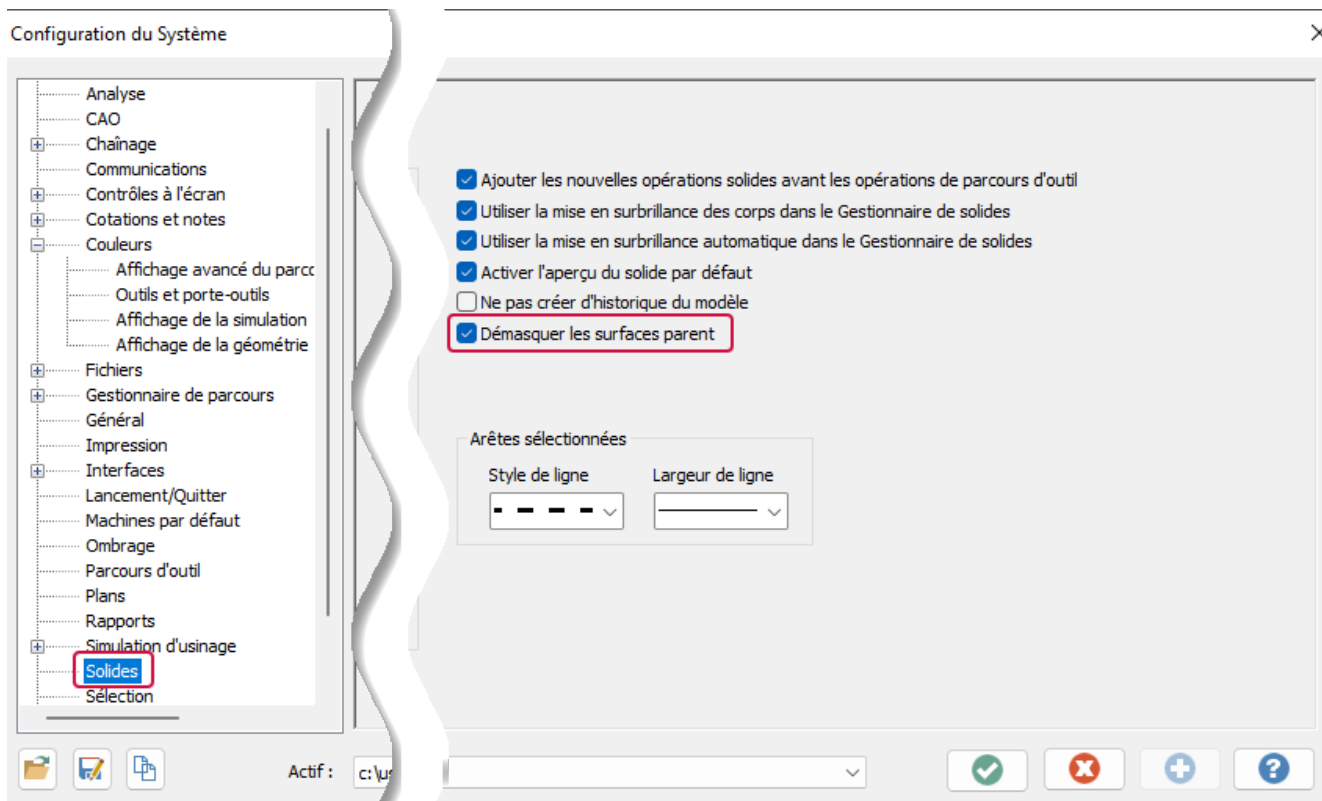 Configuration du Système
Analyse
CAO
Chaînage
Communications
Contrôles à l'écran
Cotations et notes
Couleurs
Affichage avancé du parcc
Outils et porte-outils
Affichage de la simulation
Affichage de la géométrie
Fichiers
Gestionnaire de parcours
Général
Impression
Interfaces
Lancement/Quitter
Machines par défaut
Ombrage
Parcours d'outil
Plans
Rapports
Simulation d'usinage
Solides
Sélection
Ajouter les nouvelles opérations solides avant les opérations de parcours d'outil
Utiliser la mise en surbrillance des corps dans le Gestionnaire de solides
Utiliser la mise en surbrillance automatique dans le Gestionnaire de solides
Activer l'aperçu du solide par défaut
Ne pas créer d'historique du modèle
Démasquer les surfaces parent
Arêtes sélectionnées
Style de ligne Largeur de ligne
Actif : c:\us